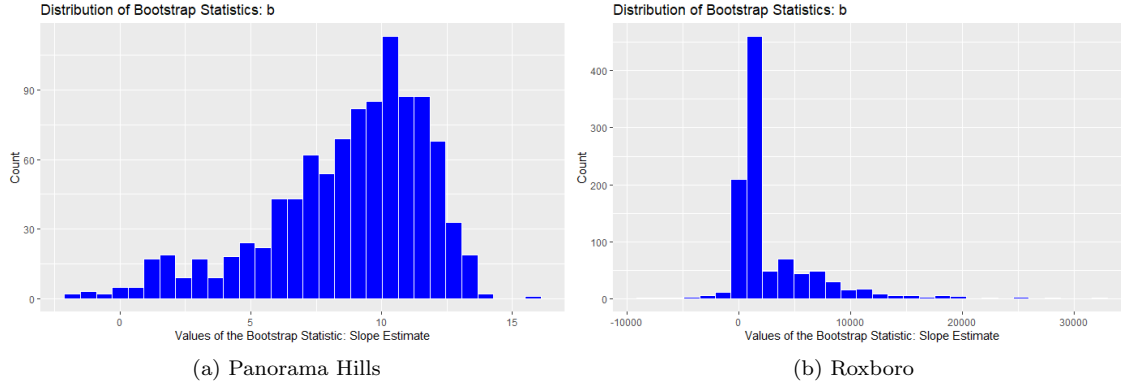 Distribution of Bootstrap Statistics: b
Count
90
60
30
0
0 5 10 15
Values of the Bootstrap Statistic: Slope Estimate
(a) Panorama Hills
Distribution of Bootstrap Statistics: b
Count
400
300
200
100
0
-10000 0 10000 20000 30000
Values of the Bootstrap Statistic: Slope Estimate
(b) Roxboro